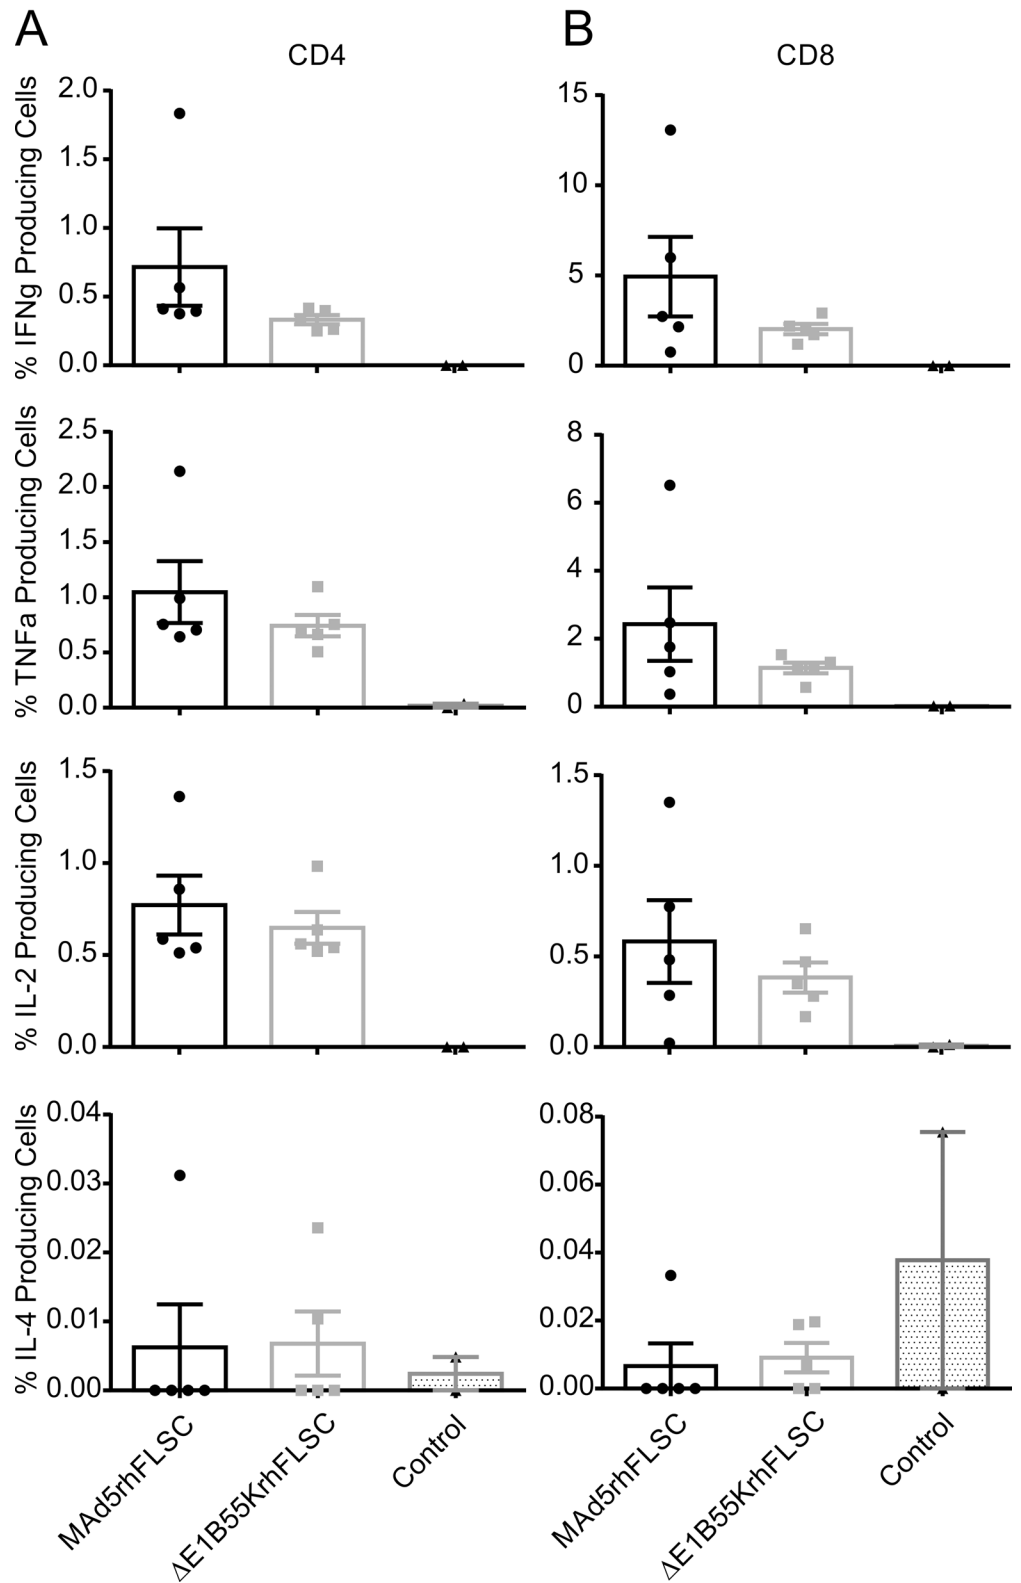 A
B
CD4
CD8
% IFNg Producing Cells
2.0
1.5
1.0
0.5
0.0
15
10
5
0
% TNFa Producing Cells
2.5
2.0
1.5
1.0
0.5
0.0
8
6
4
2
0
% IL-2 Producing Cells
1.5
1.0
0.5
0.0
1.5
1.0
0.5
0.0
% IL-4 Producing Cells
0.04
0.03
0.02
0.01
0.00
0.08
0.06
0.04
0.02
0.00
MAd5rhFLSC
ΔE1B55KrhFLSC
Control
MAd5rhFLSC
ΔE1B55KrhFLSC
Control